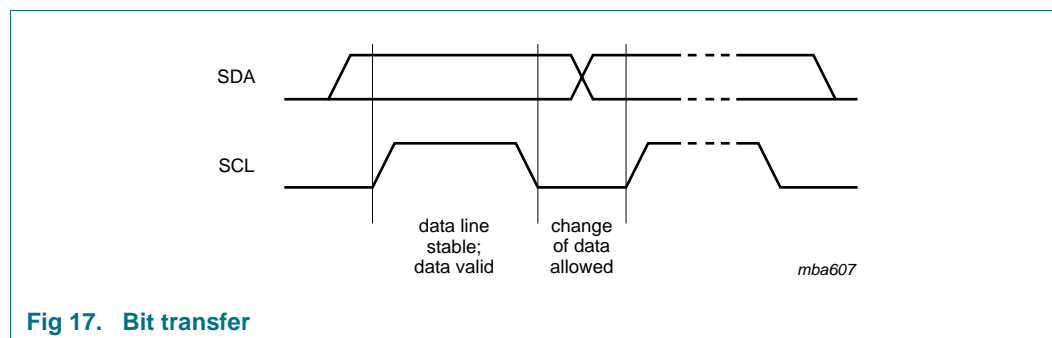 SDA
SCL
data line
stable;
data valid
change
of data
allowed
mba607
Fig 17. Bit transfer